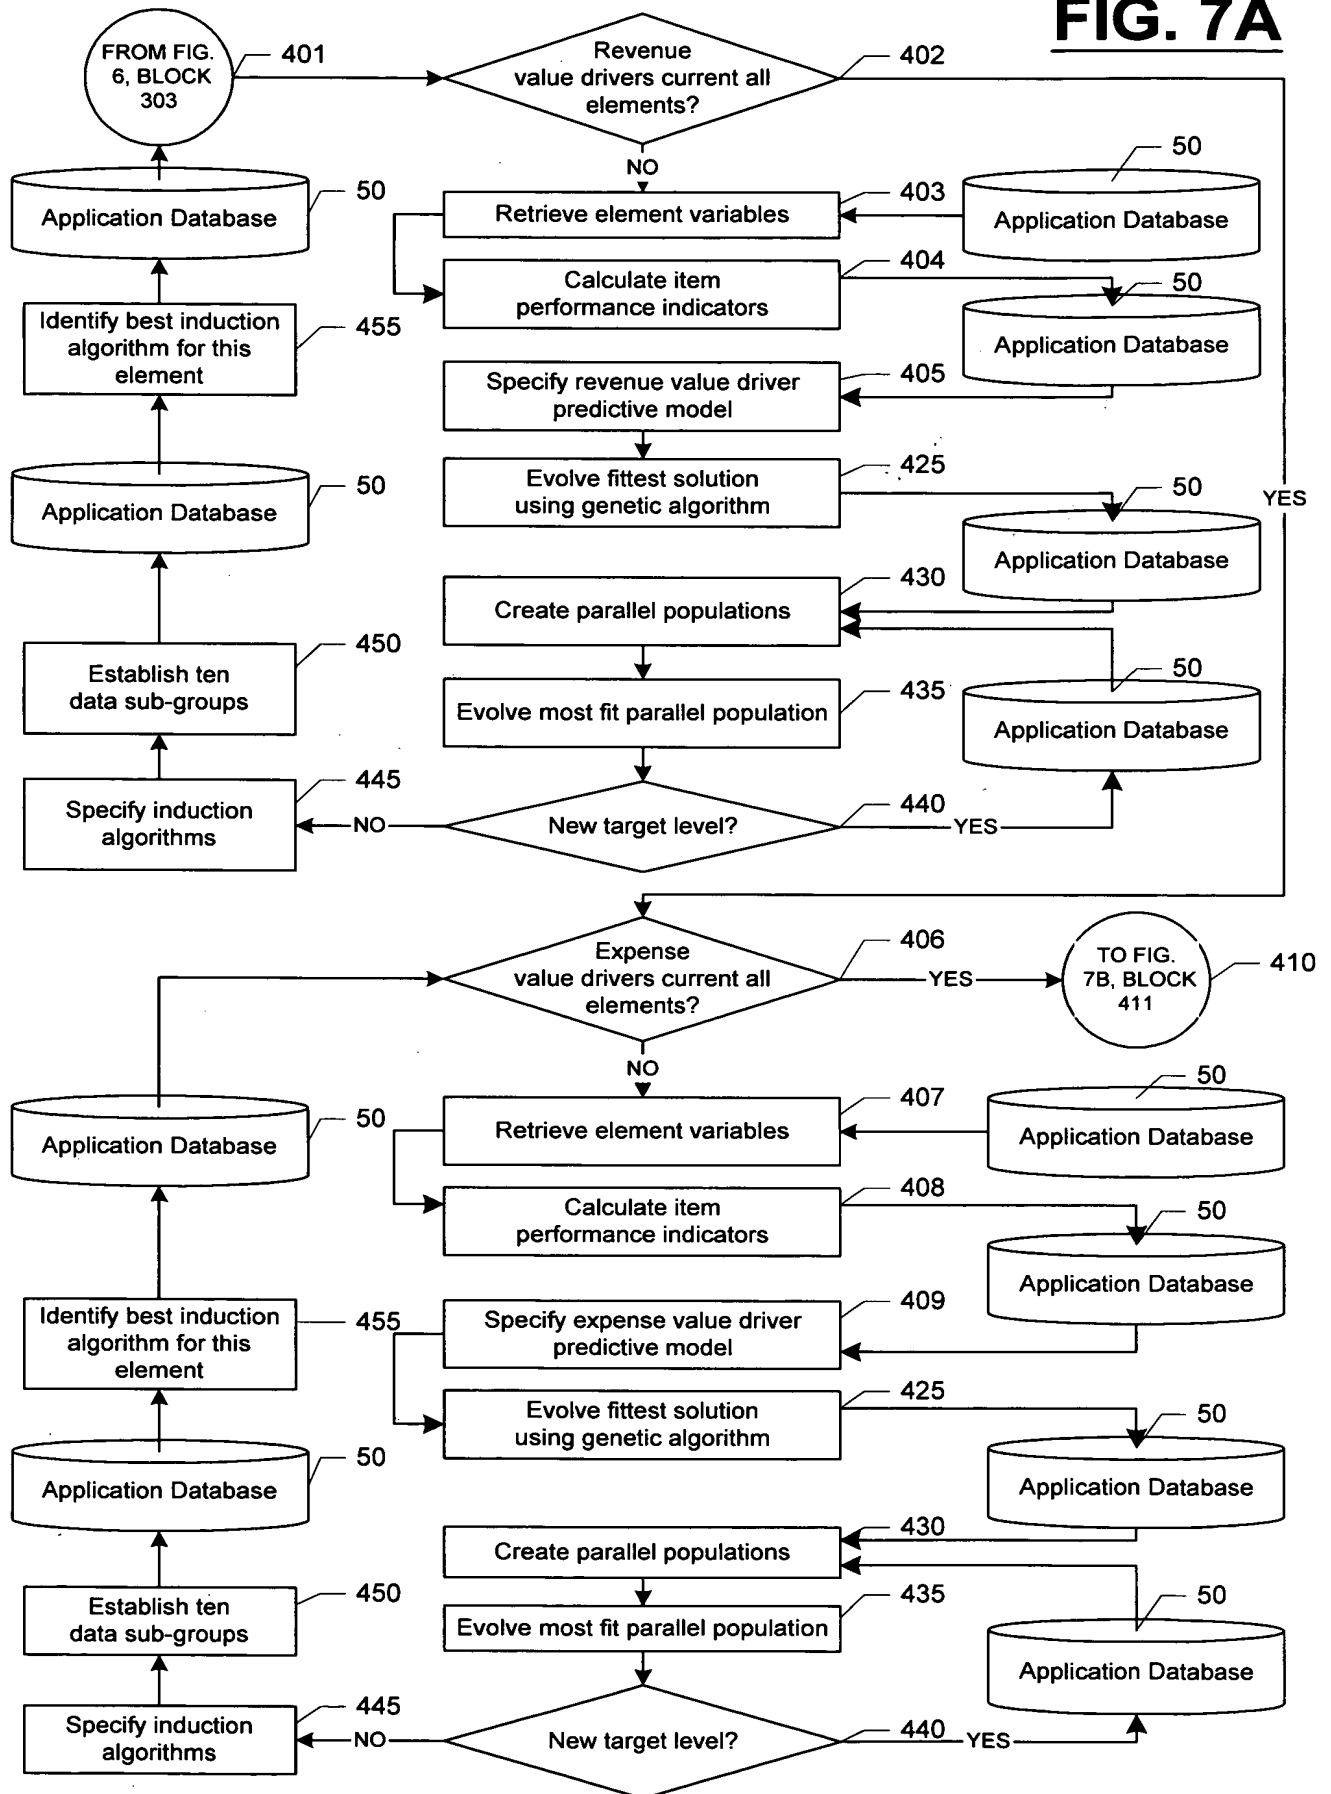 FIG. 7A
FROM FIG.
6, BLOCK
303
401
Revenue
value drivers current all
elements?
402
NO
YES
Application Database
50
Retrieve element variables
403
Application Database
50
Calculate item
performance indicators
404
Application Database
50
Identify best induction
algorithm for this
element
455
Specify revenue value driver
predictive model
405
Application Database
50
Evolve fittest solution
using genetic algorithm
425
Application Database
50
Create parallel populations
430
Establish ten
data sub-groups
450
Evolve most fit parallel population
435
Application Database
50
Specify induction
algorithms
445
NO
New target level?
440
YES
Expense
value drivers current all
elements?
406
YES
TO FIG.
7B, BLOCK
411
410
NO
Application Database
50
Retrieve element variables
407
Application Database
50
Calculate item
performance indicators
408
Application Database
50
Identify best induction
algorithm for this
element
455
Specify expense value driver
predictive model
409
Evolve fittest solution
using genetic algorithm
425
Application Database
50
Application Database
50
Create parallel populations
430
Establish ten
data sub-groups
450
Evolve most fit parallel population
435
Application Database
50
Specify induction
algorithms
445
NO
New target level?
440
YES